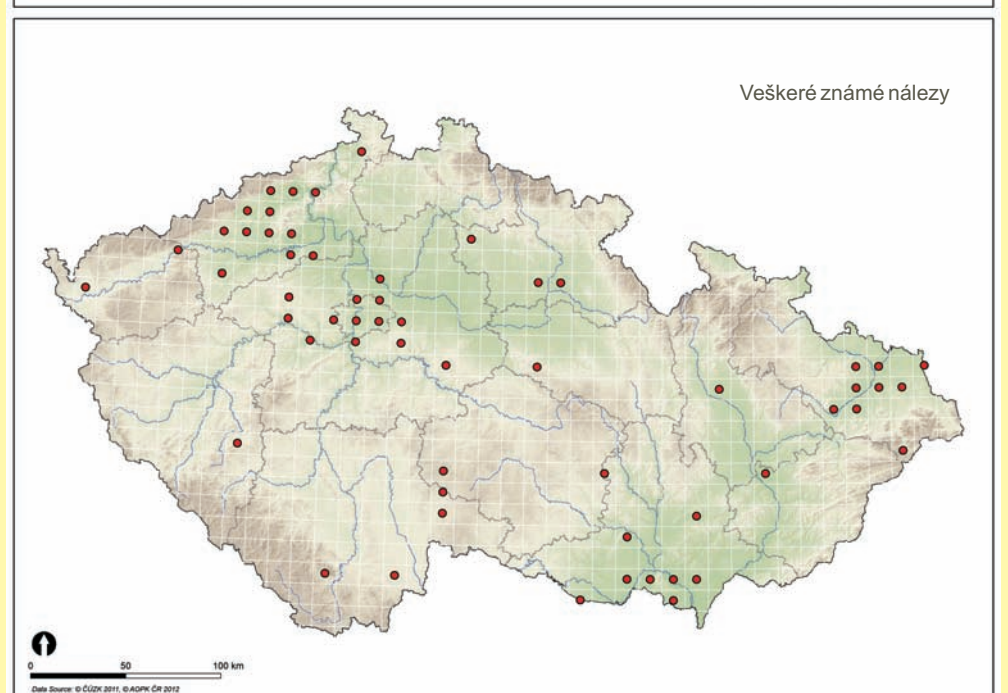 Veškeré známé nálezy
0 50 100 km
Data Source: © ČÚZK 2011, © AOPK ČR 2012